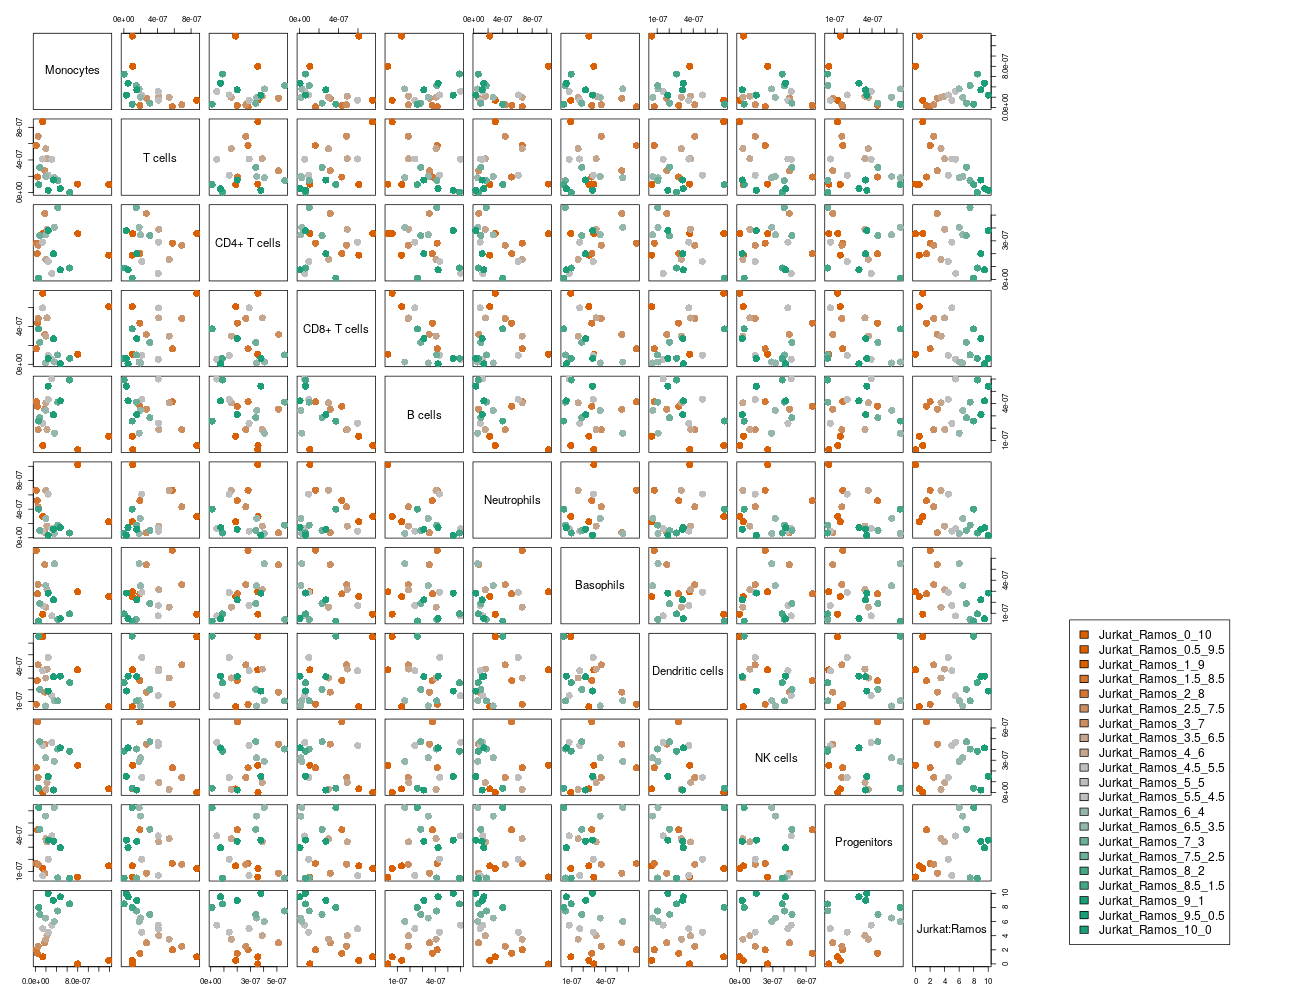 0e+00 4e-07 8e-07 0e+00 4e-07 0e+00 4e-07 8e-07 1e-07 4e-07 1e-07 4e-07
Monocytes
0.0e+00 8.0e-07
T cells
0e+00 4e-07 8e-07
CD4+ T cells
0e+00 3e-07
CD8+ T cells
0e+00 4e-07
B cells
1e-07 4e-07
Neutrophils
0e+00 4e-07 8e-07
Basophils
1e-07 4e-07
Dendritic cells
1e-07 4e-07
NK cells
0e+00 3e-07 6e-07
Progenitors
1e-07 4e-07
Jurkat:Ramos
0 2 4 6 8 10
0.0e+00 8.0e-07 0e+00 3e-07 5e-07 1e-07 4e-07 1e-07 4e-07 0e+00 3e-07 6e-07 0 2 4 6 8 10
Jurkat_Ramos_0_10
Jurkat_Ramos_0.5_9.5
Jurkat_Ramos_1_9
Jurkat_Ramos_1.5_8.5
Jurkat_Ramos_2_8
Jurkat_Ramos_2.5_7.5
Jurkat_Ramos_3_7
Jurkat_Ramos_3.5_6.5
Jurkat_Ramos_4_6
Jurkat_Ramos_4.5_5.5
Jurkat_Ramos_5_5
Jurkat_Ramos_5.5_4.5
Jurkat_Ramos_6_4
Jurkat_Ramos_6.5_3.5
Jurkat_Ramos_7_3
Jurkat_Ramos_7.5_2.5
Jurkat_Ramos_8_2
Jurkat_Ramos_8.5_1.5
Jurkat_Ramos_9_1
Jurkat_Ramos_9.5_0.5
Jurkat_Ramos_10_0